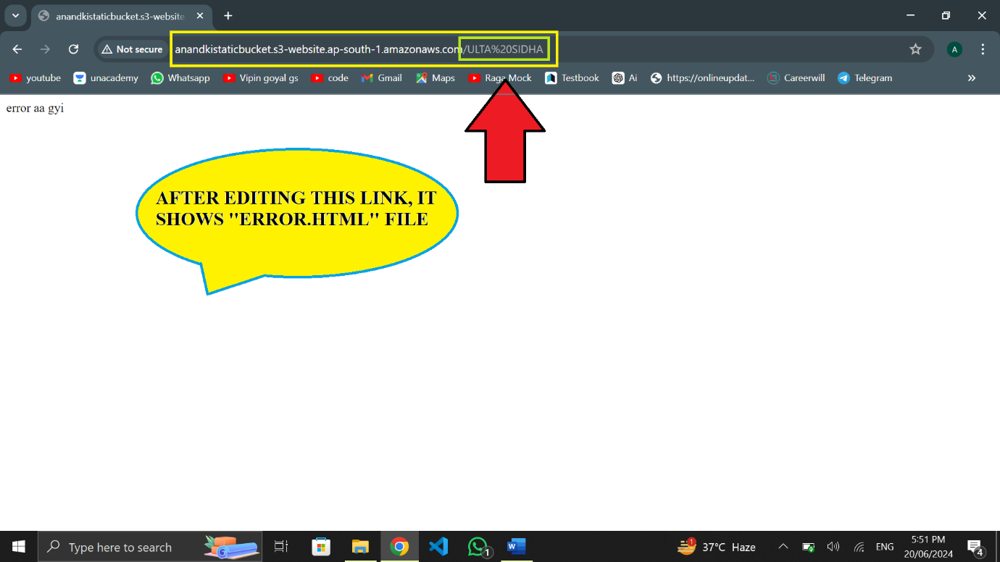 anandkistaticbucket.s3-website.
Not secure
anandkistaticbucket.s3-website.ap-south-1.amazonaws.com/ULTA%20SIDHA
A
youtube
unacademy
Whatsapp
Vipin goyal gs
code
Gmail
Maps
Raga Mock
Testbook
Ai
https://onlineupdat...
Careerwill
Telegram
error aa gyi
AFTER EDITING THIS LINK, IT
SHOWS "ERROR.HTML" FILE
Type here to search
1
W
1
37°C Haze
ENG
5:51 PM
20/06/2024
4